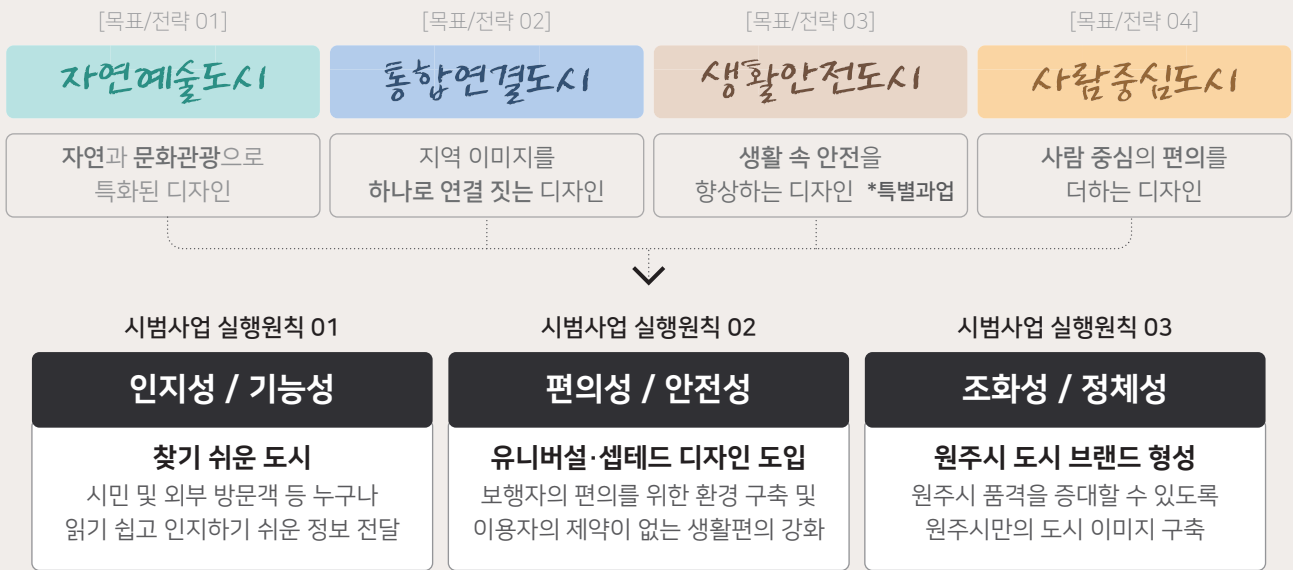 [목표/전략 01]
자연예술도시
자연과 문화관광으로
특화된 디자인
[목표/전략 02]
통합연결도시
지역 이미지를
하나로 연결 짓는 디자인
[목표/전략 03]
생활안전도시
생활 속 안전을
향상하는 디자인 *특별과업
[목표/전략 04]
사람중심도시
사람 중심의 편의를
더하는 디자인
시범사업 실행원칙 01
인지성 / 기능성
찾기 쉬운 도시
시민 및 외부 방문객 등 누구나
읽기 쉽고 인지하기 쉬운 정보 전달
시범사업 실행원칙 02
편의성 / 안전성
유니버설·셉테드 디자인 도입
보행자의 편의를 위한 환경 구축 및
이용자의 제약이 없는 생활편의 강화
시범사업 실행원칙 03
조화성 / 정체성
원주시 도시 브랜드 형성
원주시 품격을 증대할 수 있도록
원주시만의 도시 이미지 구축